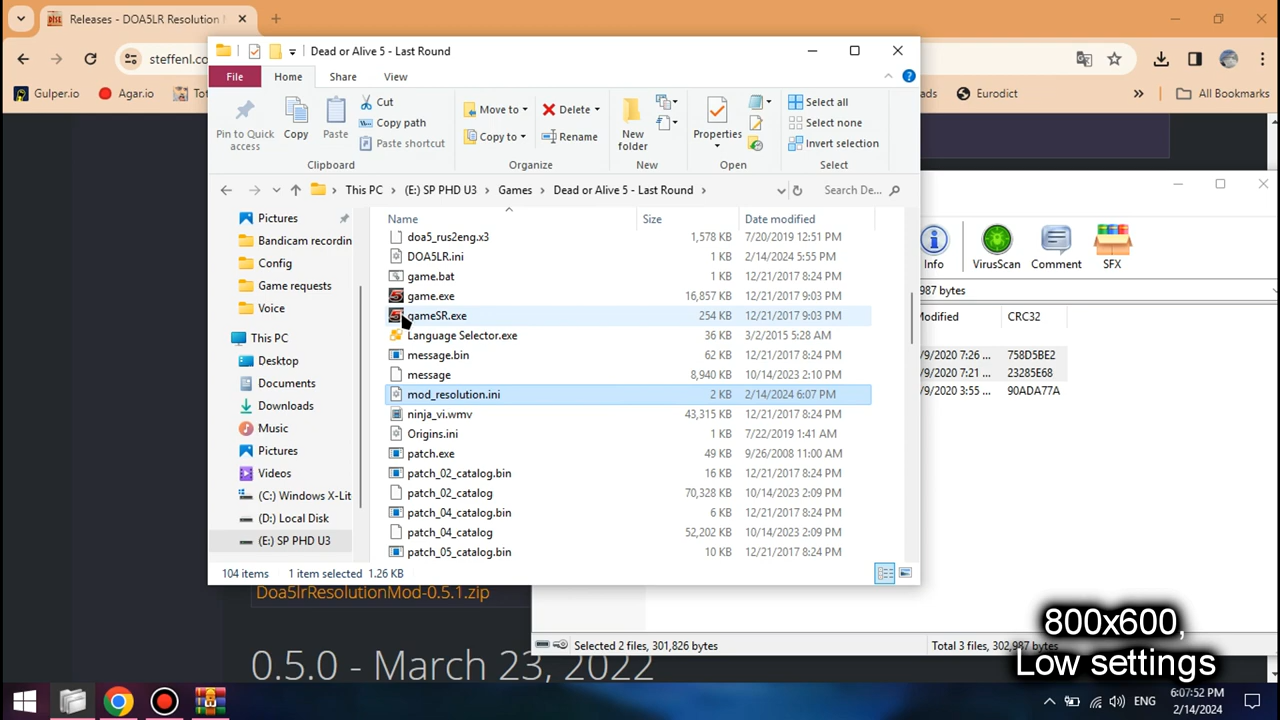 Releases - DOA5LR Resolution
steffenl.co
Gulper.io
Agar.io
Tot
ads
Eurodict
All Bookmarks
Dead or Alive 5 - Last Round
File
Home
Share
View
Pin to Quick access
Copy
Paste
Cut
Copy path
Paste shortcut
Move to
Copy to
Delete
Rename
New folder
Properties
Select all
Select none
Invert selection
Clipboard
Organize
New
Open
Select
This PC
(E:) SP PHD U3
Games
Dead or Alive 5 - Last Round
Search De...
Name
Size
Date modified
Pictures
Bandicam recordin
Config
Game requests
Voice
This PC
Desktop
Documents
Downloads
Music
Pictures
Videos
(C:) Windows X-Lit
(D:) Local Disk
(E:) SP PHD U3
doa5_rus2eng.x3 1,578 KB 7/20/2019 12:51 PM
DOA5LR.ini 1 KB 2/14/2024 5:55 PM
game.bat 1 KB 12/21/2017 8:24 PM
game.exe 16,857 KB 12/21/2017 9:03 PM
gameSR.exe 254 KB 12/21/2017 9:03 PM
Language Selector.exe 36 KB 3/2/2015 5:28 AM
message.bin 62 KB 12/21/2017 8:24 PM
message 8,940 KB 10/14/2023 2:10 PM
mod_resolution.ini 2 KB 2/14/2024 6:07 PM
ninja_vi.wmv 43,315 KB 12/21/2017 8:24 PM
Origins.ini 1 KB 7/22/2019 1:41 AM
patch.exe 49 KB 9/26/2008 11:00 AM
patch_02_catalog.bin 16 KB 12/21/2017 8:24 PM
patch_02_catalog 70,328 KB 10/14/2023 2:09 PM
patch_04_catalog.bin 6 KB 12/21/2017 8:24 PM
patch_04_catalog 52,202 KB 10/14/2023 2:09 PM
patch_05_catalog.bin 10 KB 12/21/2017 8:24 PM
104 items 1 item selected 1.26 KB
Info
VirusScan
Comment
SFX
987 bytes
Modified CRC32
/9/2020 7:26 ... 758D5BE2
/9/2020 7:21 ... 23285E68
/9/2020 3:55 ... 90ADA77A
Doa5lrResolutionMod-0.5.1.zip
0.5.0 - March 23, 2022
Selected 2 files, 301,826 bytes
Total 3 files, 302,987 bytes
800x600,
Low settings
ENG
6:07:52 PM
2/14/2024